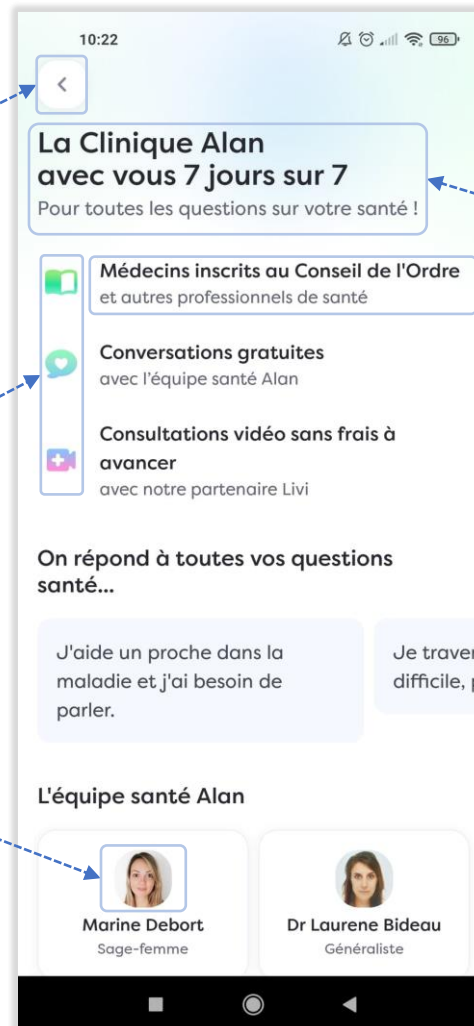 10:22
96
La Clinique Alan
avec vous 7 jours sur 7
Pour toutes les questions sur votre santé !
Médecins inscrits au Conseil de l'Ordre
et autres professionnels de santé
Conversations gratuites
avec l'équipe santé Alan
Consultations vidéo sans frais à
avancer
avec notre partenaire Livi
On répond à toutes vos questions
santé...
J'aide un proche dans la
maladie et j'ai besoin de
parler.
Je traver
difficile, p
L'équipe santé Alan
Marine Debort
Sage-femme
Dr Laurene Bideau
Généraliste